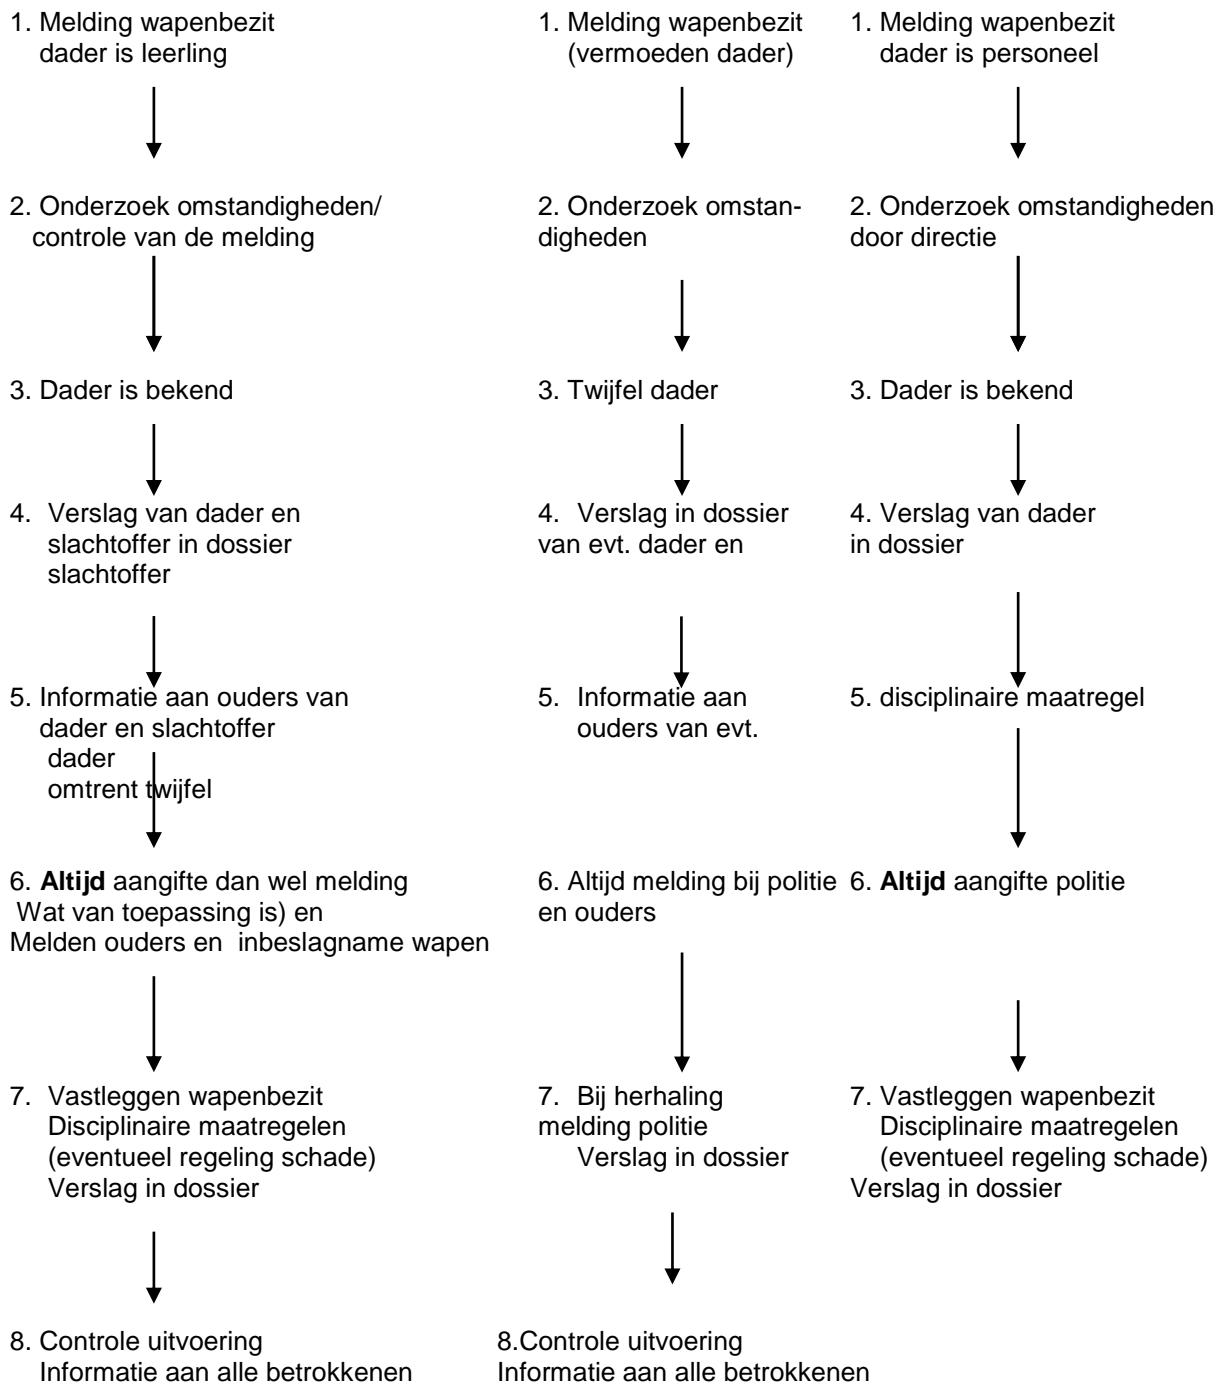 1. Melding wapenbezit
dader is leerling
2. Onderzoek omstandigheden/
controle van de melding
3. Dader is bekend
4. Verslag van dader en
slachtoffer in dossier
slachtoffer
5. Informatie aan ouders van
dader en slachtoffer
dader
omtrent twijfel
6. Altijd aangifte dan wel melding
Wat van toepassing is) en
Melden ouders en inbeslagname wapen
7. Vastleggen wapenbezit
Disciplinaire maatregelen
(eventueel regeling schade)
Verslag in dossier
8. Controle uitvoering
Informatie aan alle betrokkenen
1. Melding wapenbezit
(vermoeden dader)
2. Onderzoek omstan-
digheden
3. Twijfel dader
4. Verslag in dossier
van evt. dader en
5. Informatie aan
ouders van evt.
6. Altijd melding bij politie
en ouders
7. Bij herhaling
melding politie
Verslag in dossier
8.Controle uitvoering
Informatie aan alle betrokkenen
1. Melding wapenbezit
dader is personeel
2. Onderzoek omstandigheden
door directie
3. Dader is bekend
4. Verslag van dader
in dossier
5. disciplinaire maatregel
6. Altijd aangifte politie
7. Vastleggen wapenbezit
Disciplinaire maatregelen
(eventueel regeling schade)
Verslag in dossier